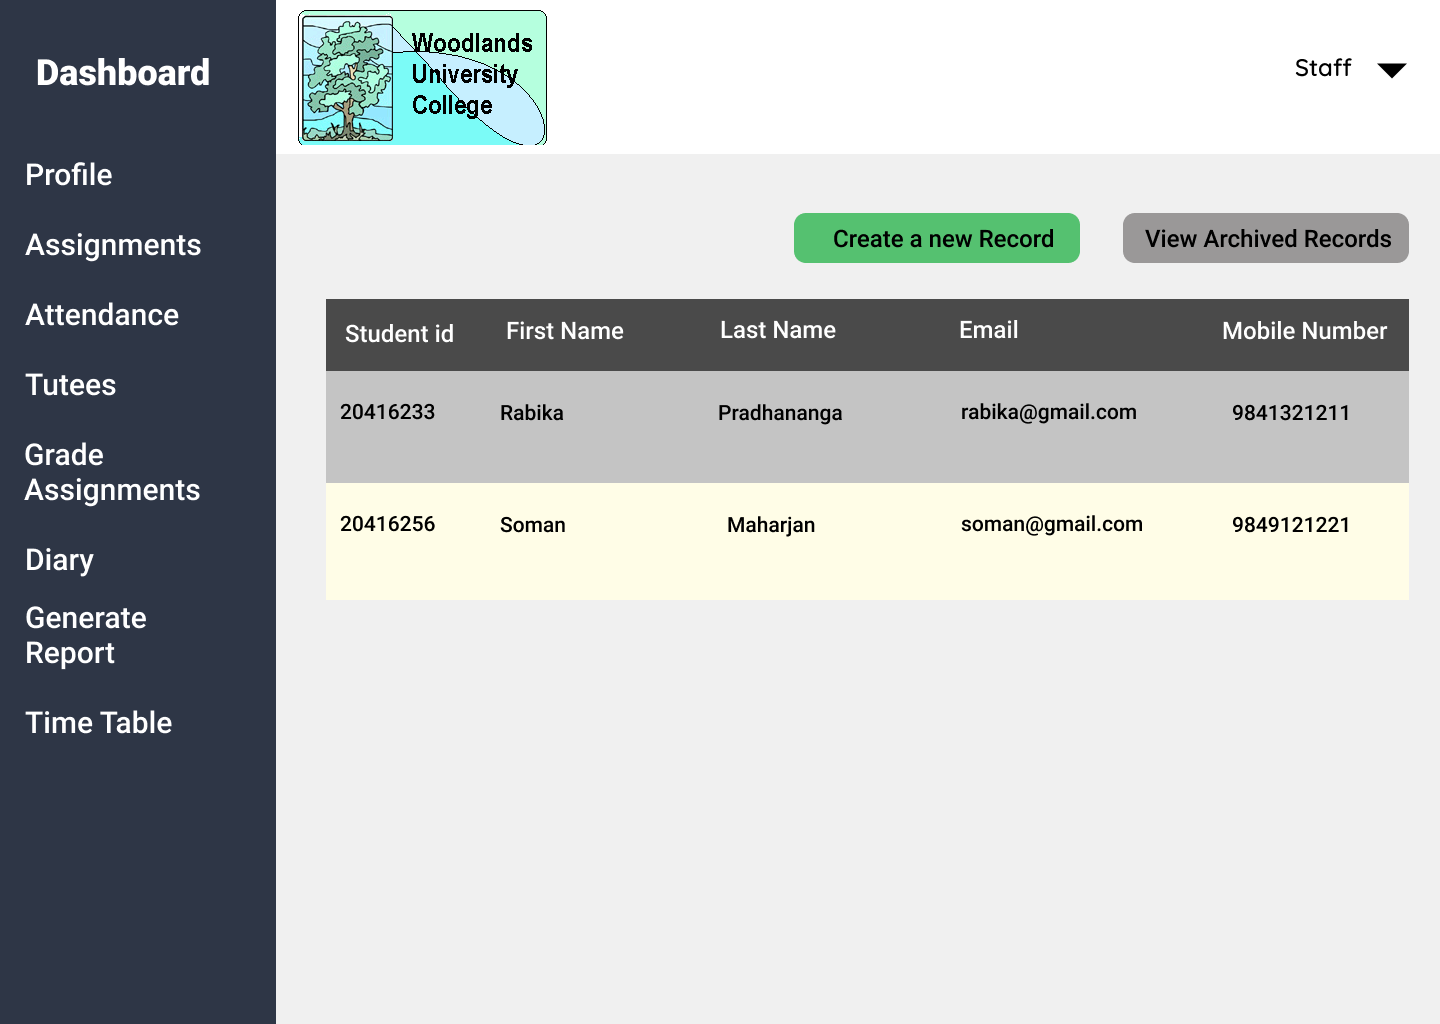 Dashboard
Profile
Assignments
Attendance
Tutees
Grade
Assignments
Diary
Generate
Report
Time Table
Woodlands
University
College
Staff
Create a new Record
View Archived Records
Student id First Name Last Name Email Mobile Number
20416233 Rabika Pradhananga rabika@gmail.com 9841321211
20416256 Soman Maharjan soman@gmail.com 9849121221